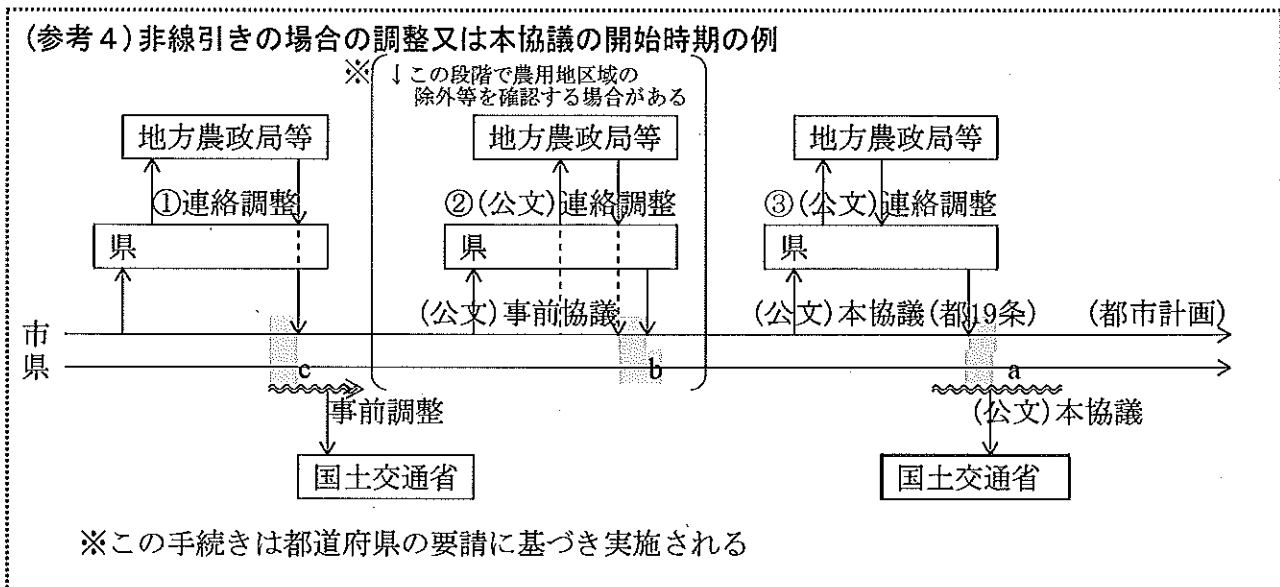 (参考4)非線引きの場合の調整又は本協議の開始時期の例
※ ↓この段階で農用地区域の
除外等を確認する場合がある
地方農政局等 地方農政局等 地方農政局等
①連絡調整 ②(公文)連絡調整 ③(公文)連絡調整
県 県 県
(公文)事前協議 (公文)本協議(都19条) (都市計画)
市
県
c b a
事前調整 (公文)本協議
国土交通省 国土交通省
※この手続きは都道府県の要請に基づき実施される